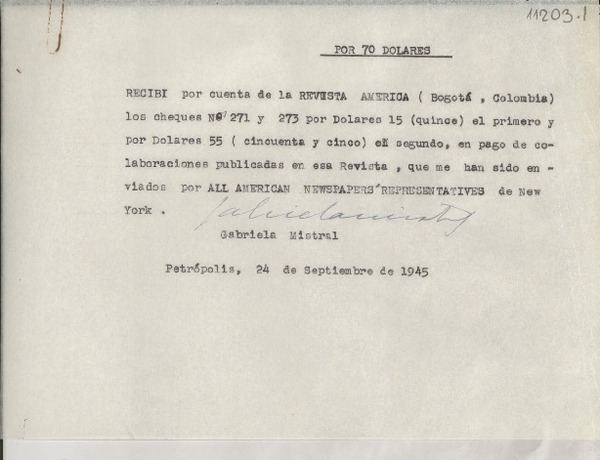 11203.1
POR 70 DOLARES
RECIBI por cuenta de la REVISTA AMERICA ( Bogotá , Colombia)
los cheques Nº 271 y 273 por Dolares 15 (quince) el primero y
por Dolares 55 ( cincuenta y cinco) el segundo, en pago de co-
laboraciones publicadas en esa Revista , que me han sido en-
viados por ALL AMERICAN NEWSPAPERS'REPRESENTATIVES de New
York .
Gabriela Mistral
Gabriela Mistral
Petrópolis, 24 de Septiembre de 1945